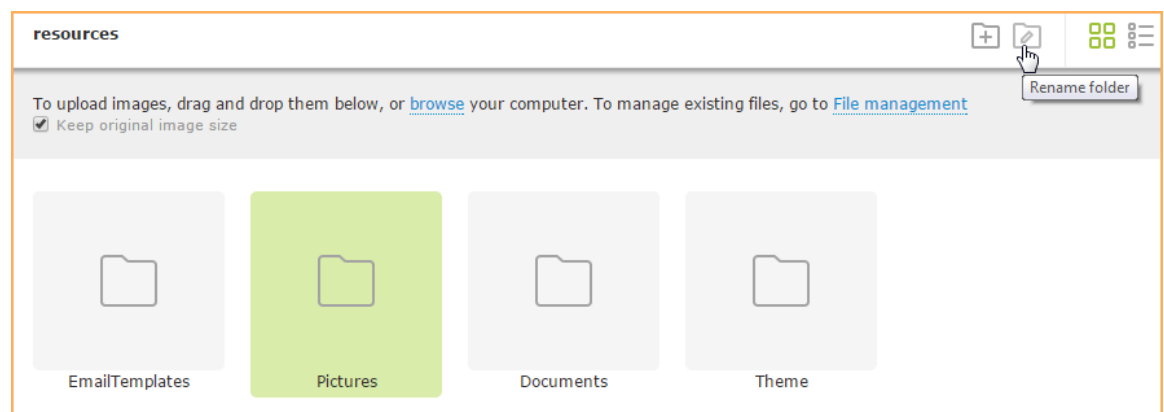 resources
Rename folder
To upload images, drag and drop them below, or browse your computer. To manage existing files, go to File management
Keep original image size
EmailTemplates
Pictures
Documents
Theme